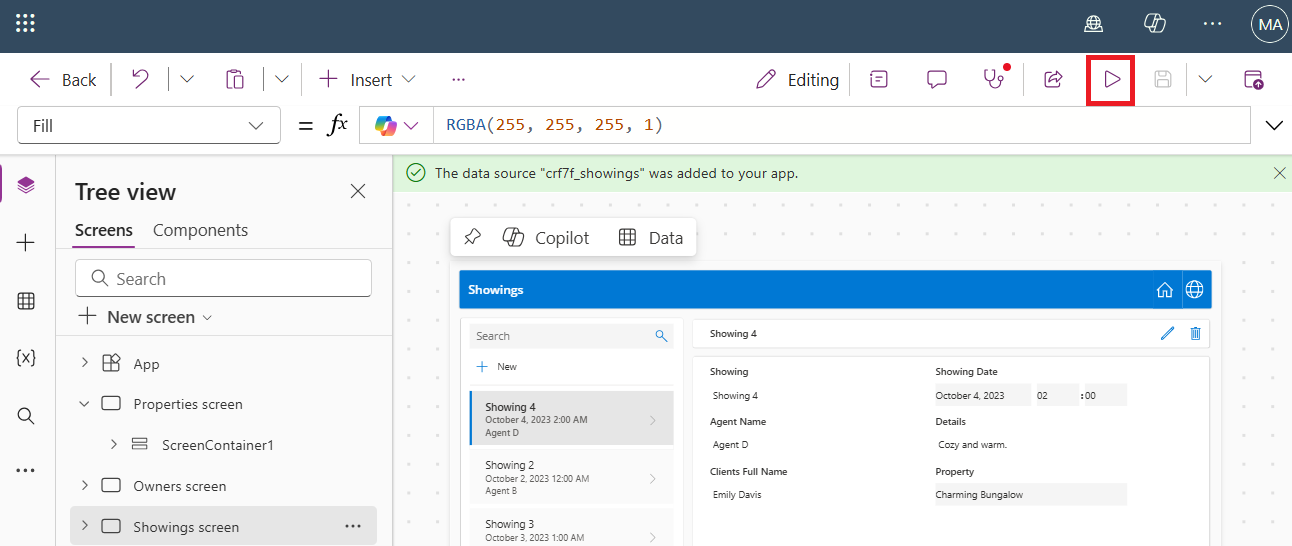 MA
Back
Insert
Editing
Fill
= fx
RGBA(255, 255, 255, 1)
The data source "crf7f_showings" was added to your app.
Tree view
Screens Components
Search
New screen
App
Properties screen
ScreenContainer1
Owners screen
Showings screen
Copilot Data
Showings
Search
New
Showing 4
October 4, 2023 2:00 AM
Agent D
Showing 2
October 2, 2023 12:00 AM
Agent B
Showing 3
October 3, 2023 1:00 AM
Showing 4
Showing
Showing 4
Showing Date
October 4, 2023 02 : 00
Agent Name
Agent D
Details
Cozy and warm.
Clients Full Name
Emily Davis
Property
Charming Bungalow